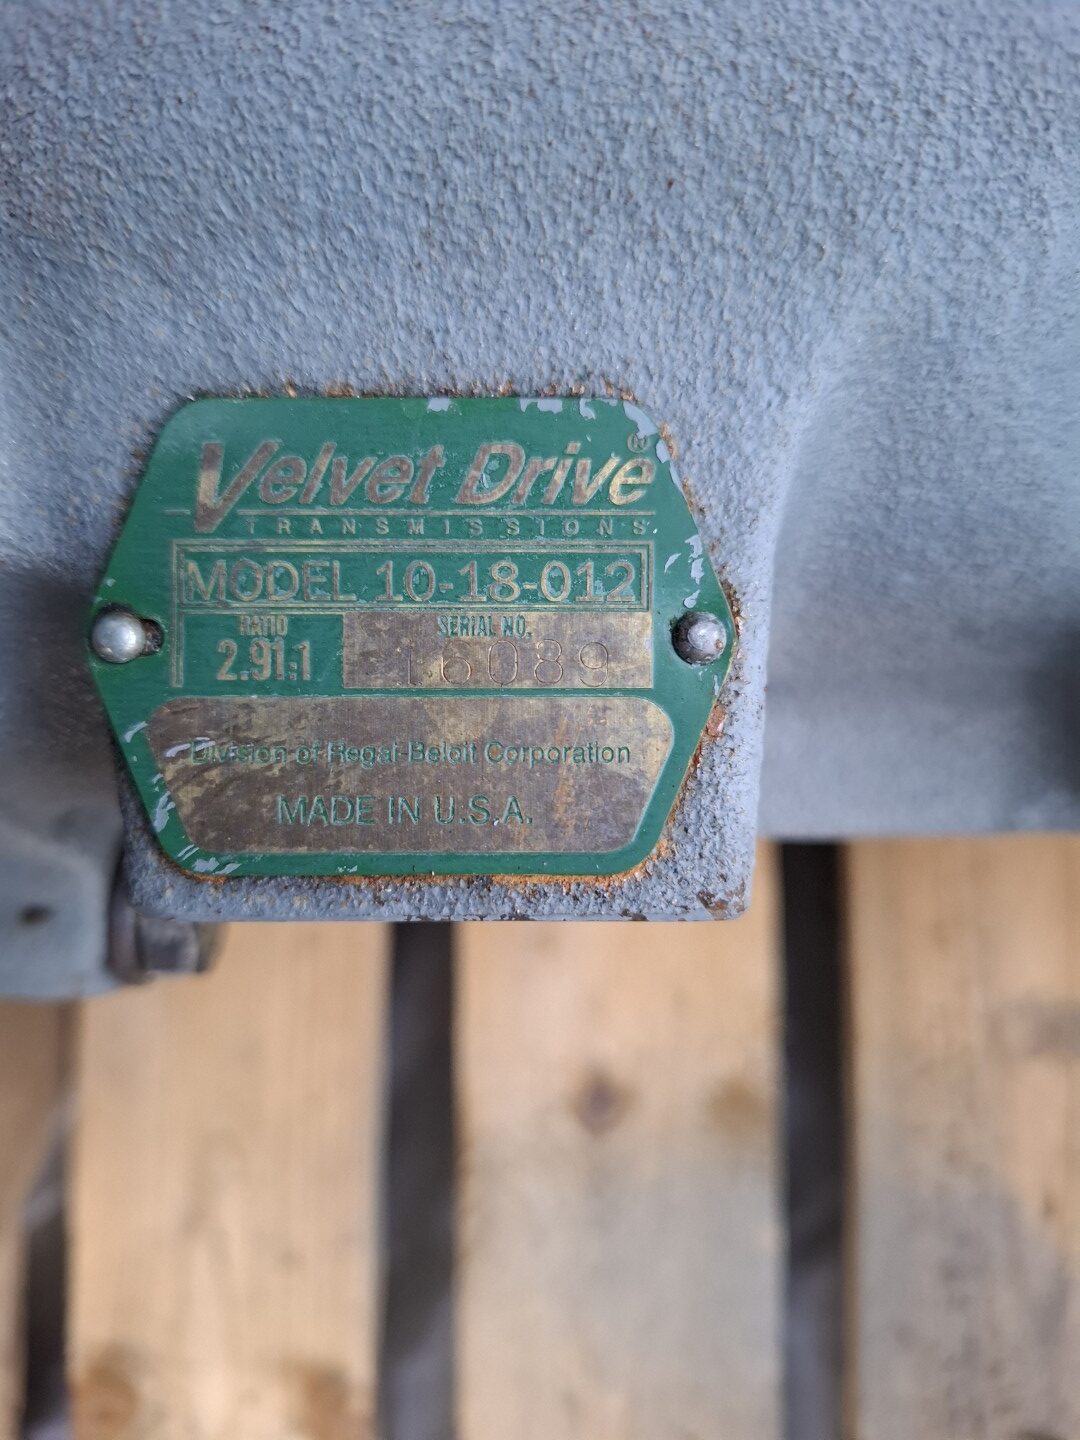 Velvet Drive®
TRANSMISSIONS
MODEL 10-18-012
RATIO
2.91:1
SERIAL NO.
16089
Division of Regal-Beloit Corporation
MADE IN U.S.A.